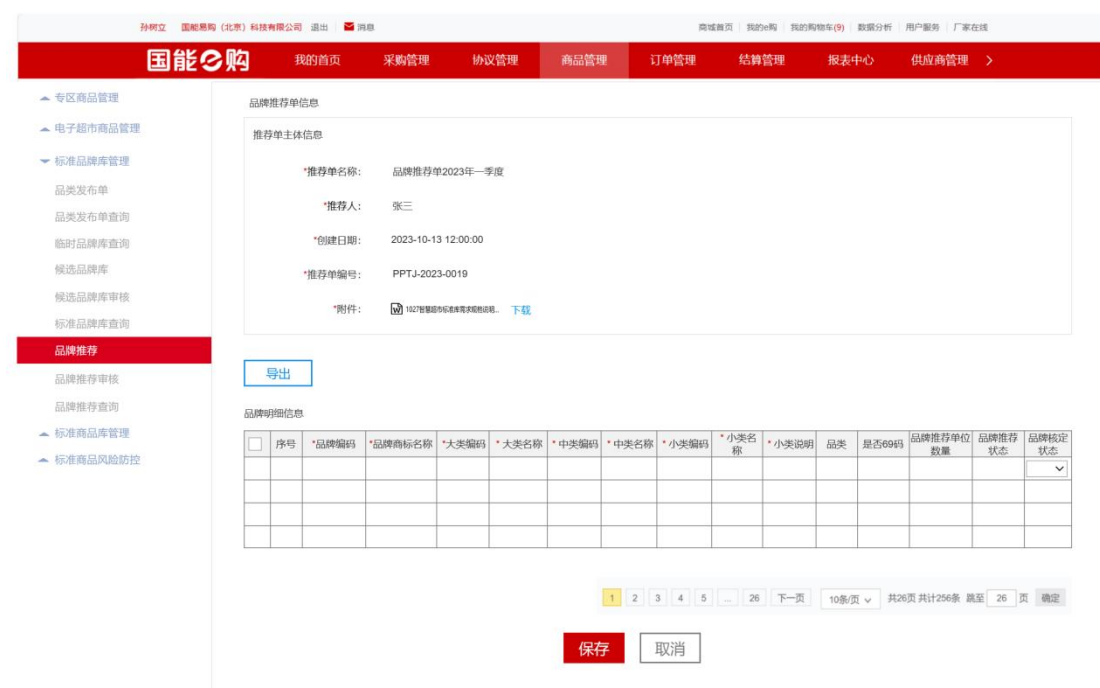 孙树立 国能易购（北京）科技有限公司 退出 消息 商城首页 我的e购 我的购物车(9) 数据分析 用户服务 厂家在线
国能e购 我的首页 采购管理 协议管理 商品管理 订单管理 结算管理 报表中心 供应商管理
专区商品管理
电子超市商品管理
标准品牌库管理
品类发布单
品类发布单查询
临时品牌库查询
候选品牌库
候选品牌库审核
标准品牌库查询
品牌推荐
品牌推荐审核
品牌推荐查询
标准商品库管理
标准商品风险防控
品牌推荐单信息
推荐单主体信息
*推荐单名称: 品牌推荐单2023年一季度
*推荐人: 张三
*创建日期: 2023-10-13 12:00:00
*推荐单编号: PPTJ-2023-0019
*附件: 1027智慧超市标准库需求规格说明... 下载
导出
品牌明细信息
序号 *品牌编码 *品牌商标名称 *大类编码 *大类名称 *中类编码 *中类名称 *小类编码 *小类名称 *小类说明 品类 是否69码 品牌推荐单位数量 品牌推荐状态 品牌核定状态
1 2 3 4 5 ... 26 下一页 10条/页 共26页 共计256条 跳至 26 页 确定
保存 取消